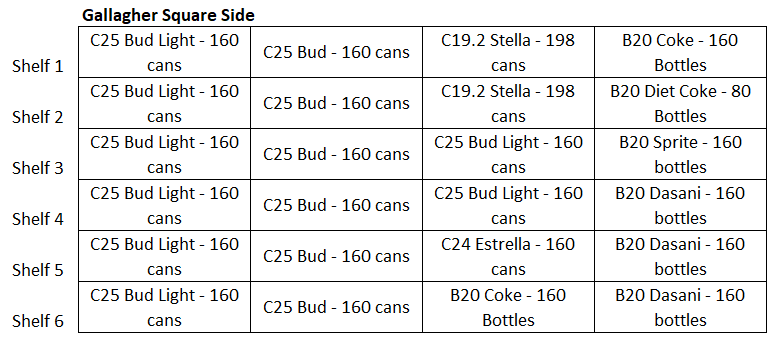 Gallagher Square Side
Shelf 1
C25 Bud Light - 160
cans
C25 Bud - 160 cans
C19.2 Stella - 198
cans
B20 Coke - 160
Bottles
Shelf 2
C25 Bud Light - 160
cans
C25 Bud - 160 cans
C19.2 Stella - 198
cans
B20 Diet Coke - 80
Bottles
Shelf 3
C25 Bud Light - 160
cans
C25 Bud - 160 cans
C25 Bud Light - 160
cans
B20 Sprite - 160
bottles
Shelf 4
C25 Bud Light - 160
cans
C25 Bud - 160 cans
C25 Bud Light - 160
cans
B20 Dasani - 160
bottles
Shelf 5
C25 Bud Light - 160
cans
C25 Bud - 160 cans
C24 Estrella - 160
cans
B20 Dasani - 160
bottles
Shelf 6
C25 Bud Light - 160
cans
C25 Bud - 160 cans
B20 Coke - 160
Bottles
B20 Dasani - 160
bottles